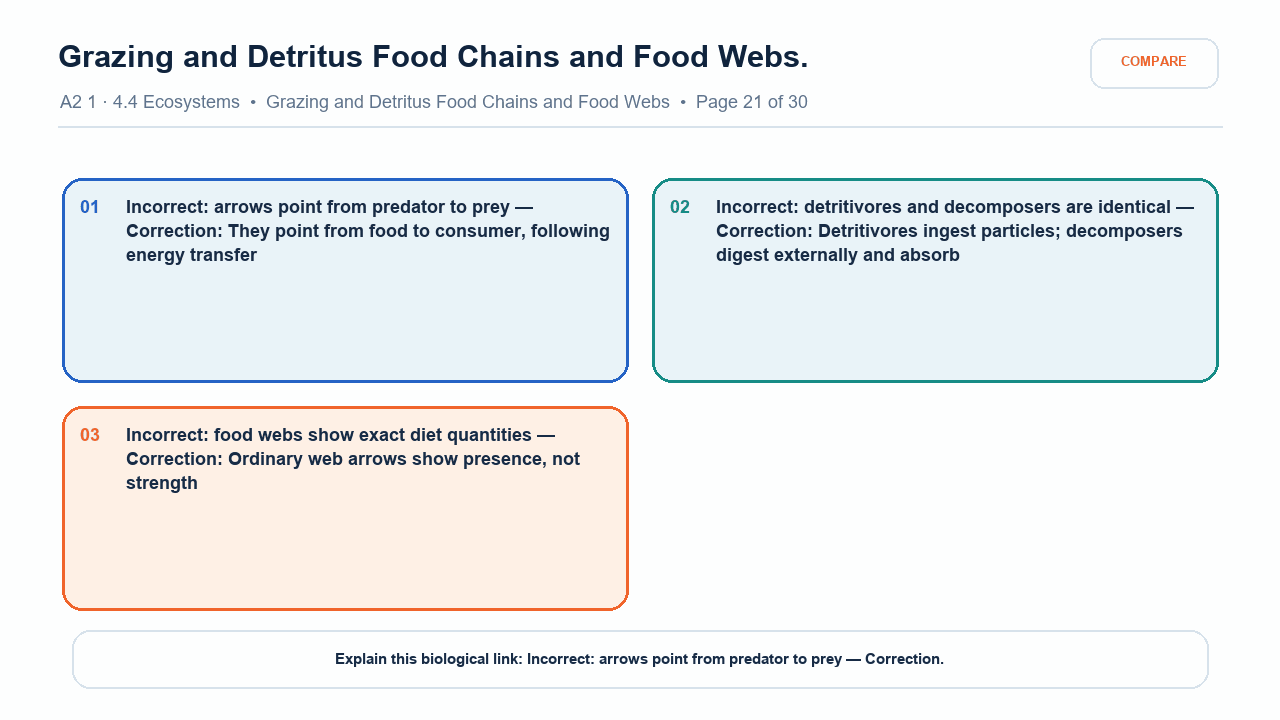 Grazing and Detritus Food Chains and Food Webs.
COMPARE
A2 1 · 4.4 Ecosystems • Grazing and Detritus Food Chains and Food Webs • Page 21 of 30
01
Incorrect: arrows point from predator to prey —
Correction: They point from food to consumer, following
energy transfer
02
Incorrect: detritivores and decomposers are identical —
Correction: Detritivores ingest particles; decomposers
digest externally and absorb
03
Incorrect: food webs show exact diet quantities —
Correction: Ordinary web arrows show presence, not
strength
Explain this biological link: Incorrect: arrows point from predator to prey — Correction.